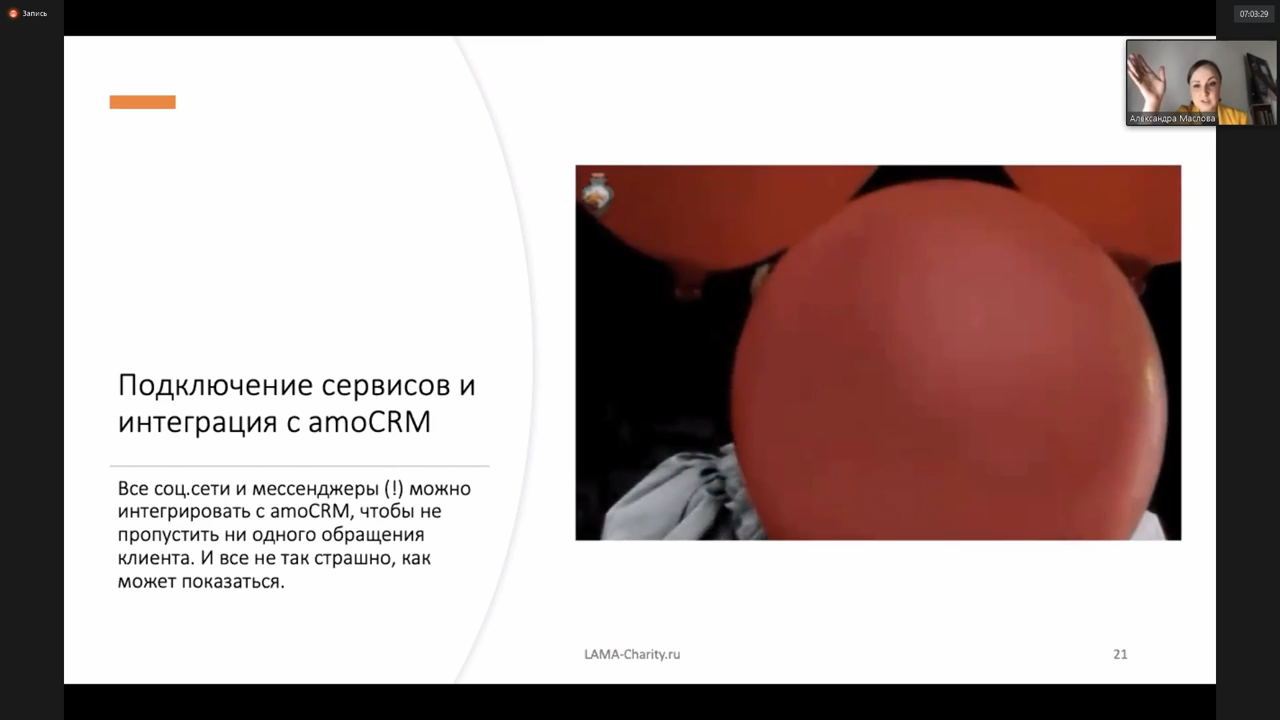 Запись
07:03:29
Александра Маслова
Подключение сервисов и
интеграция с amoCRM
Все соц.сети и мессенджеры (!) можно
интегрировать с amoCRM, чтобы не
пропустить ни одного обращения
клиента. И все не так страшно, как
может показаться.
LAMA-Charity.ru
21